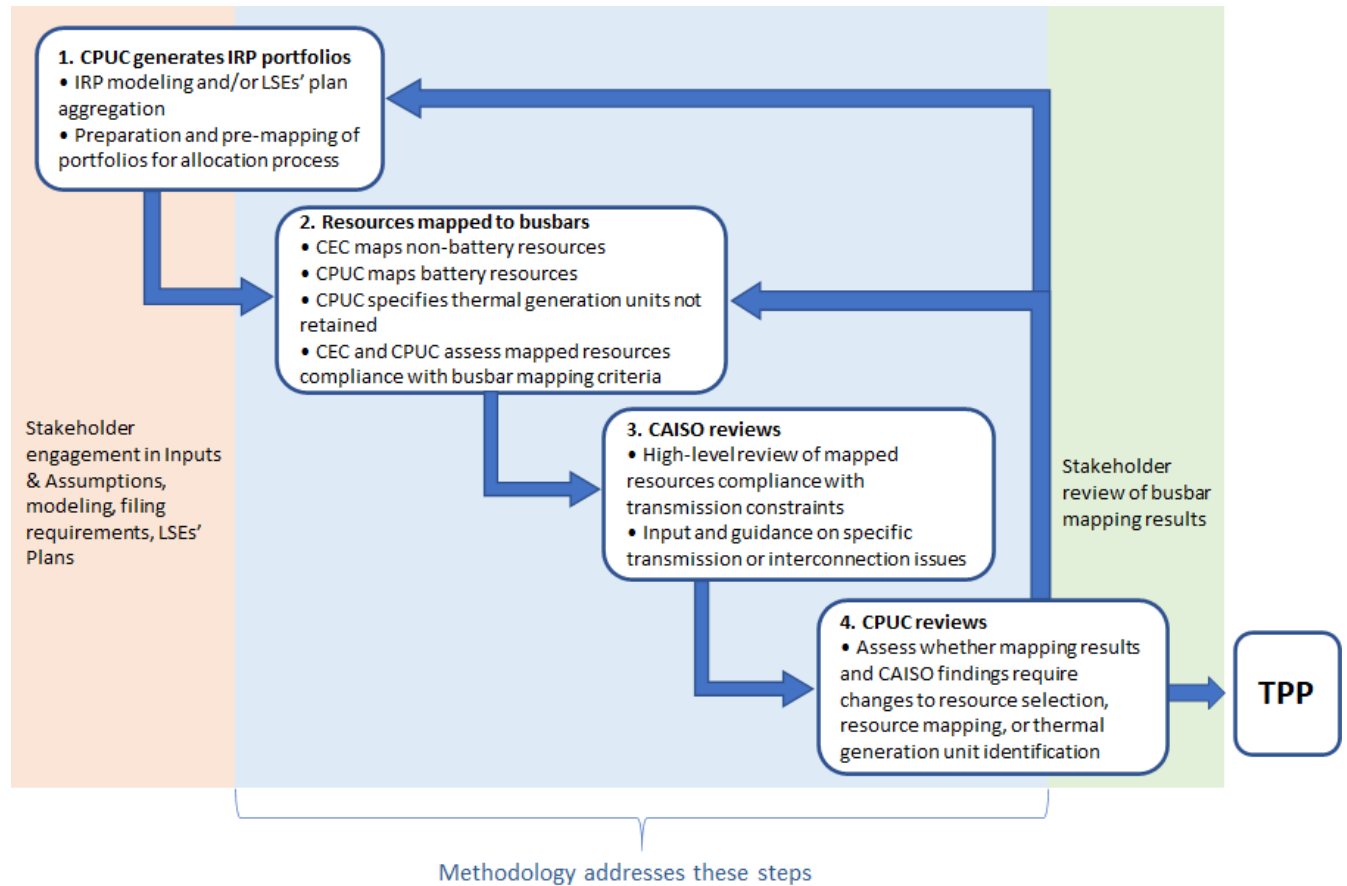 1. CPUC generates IRP portfolios
• IRP modeling and/or LSEs’ plan
aggregation
• Preparation and pre-mapping of
portfolios for allocation process
2. Resources mapped to busbars
• CEC maps non-battery resources
• CPUC maps battery resources
• CPUC specifies thermal generation units not
retained
• CEC and CPUC assess mapped resources
compliance with busbar mapping criteria
Stakeholder
engagement in Inputs
& Assumptions,
modeling, filing
requirements, LSEs’
Plans
3. CAISO reviews
• High-level review of mapped
resources compliance with
transmission constraints
• Input and guidance on specific
transmission or interconnection issues
Stakeholder
review of busbar
mapping results
4. CPUC reviews
• Assess whether mapping results
and CAISO findings require
changes to resource selection,
resource mapping, or thermal
generation unit identification
TPP
Methodology addresses these steps